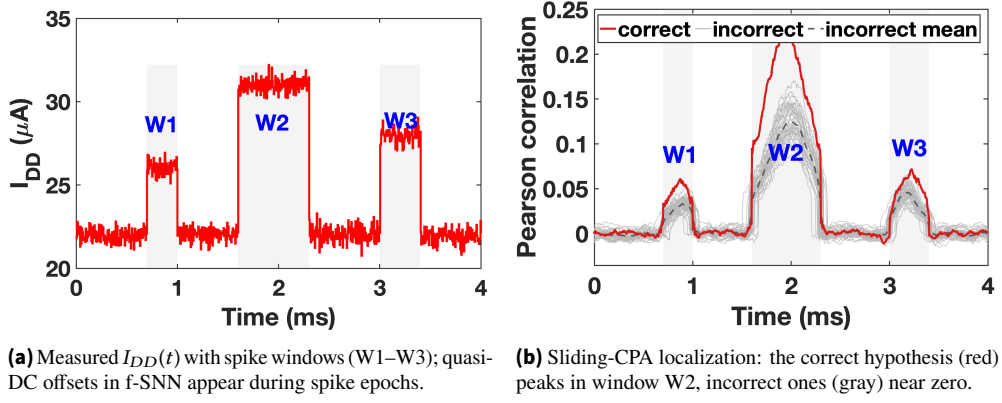 35
30
25
20
I_DD (μA)
W1
W2
W3
0 1 2 3 4
Time (ms)
0.25
0.2
0.15
0.1
0.05
0
Pearson correlation
correct incorrect incorrect mean
W1
W2
W3
0 1 2 3 4
Time (ms)
(a) Measured I_DD(t) with spike windows (W1–W3); quasi-
DC offsets in f-SNN appear during spike epochs.
(b) Sliding-CPA localization: the correct hypothesis (red)
peaks in window W2, incorrect ones (gray) near zero.